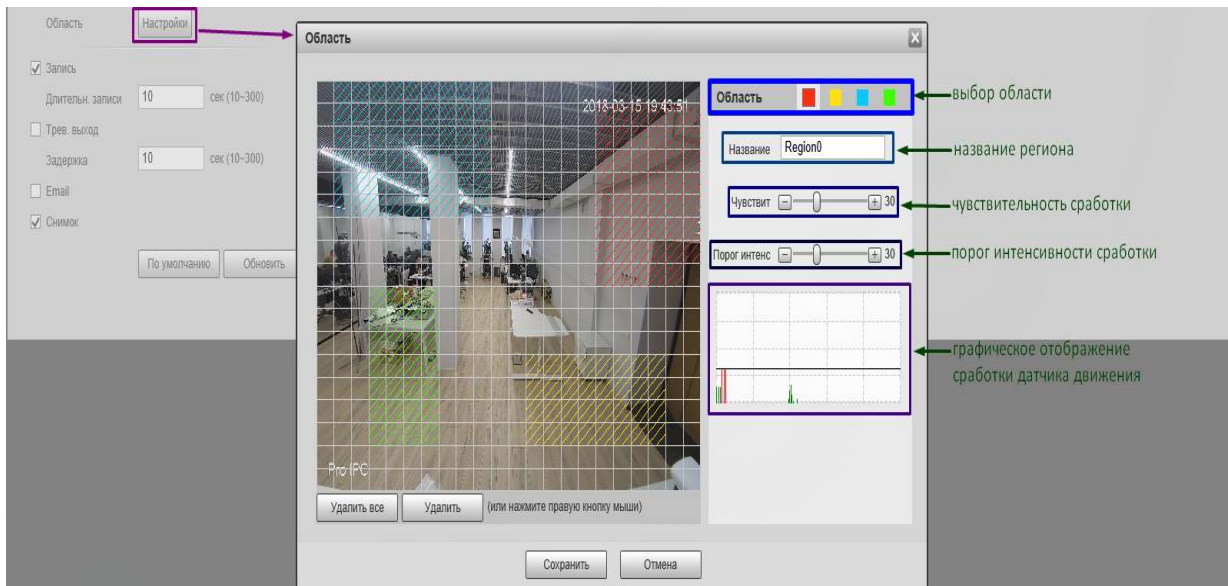 Область
Настройки
Запись
Длительн. записи 10 сек (10~300)
Трев. выход
Задержка 10 сек (10~300)
Email
Снимок
По умолчанию Обновить
Область
X
2018-03-15 19:43:51
Pro IPC
Удалить все Удалить (или нажмите правую кнопку мыши)
Область
выбор области
Название Region0
название региона
Чувствит - + 30
чувствительность сработки
Порог интенс - + 30
порог интенсивности сработки
графическое отображение
сработки датчика движения
Сохранить Отмена